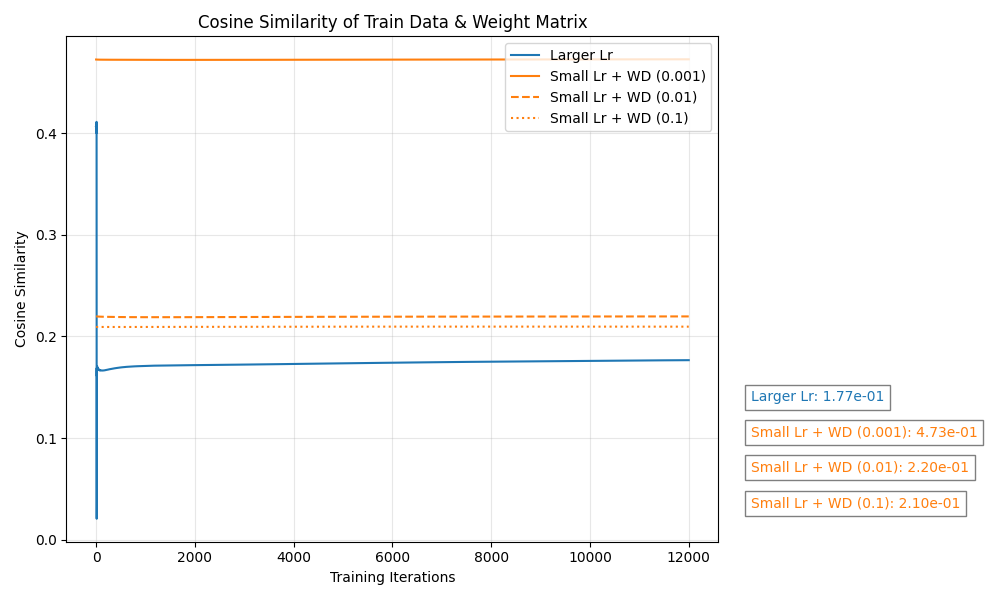 Cosine Similarity of Train Data & Weight Matrix
Larger Lr
Small Lr + WD (0.001)
Small Lr + WD (0.01)
Small Lr + WD (0.1)
Cosine Similarity
0.4
0.3
0.2
0.1
0.0
0 2000 4000 6000 8000 10000 12000
Training Iterations
Larger Lr: 1.77e-01
Small Lr + WD (0.001): 4.73e-01
Small Lr + WD (0.01): 2.20e-01
Small Lr + WD (0.1): 2.10e-01